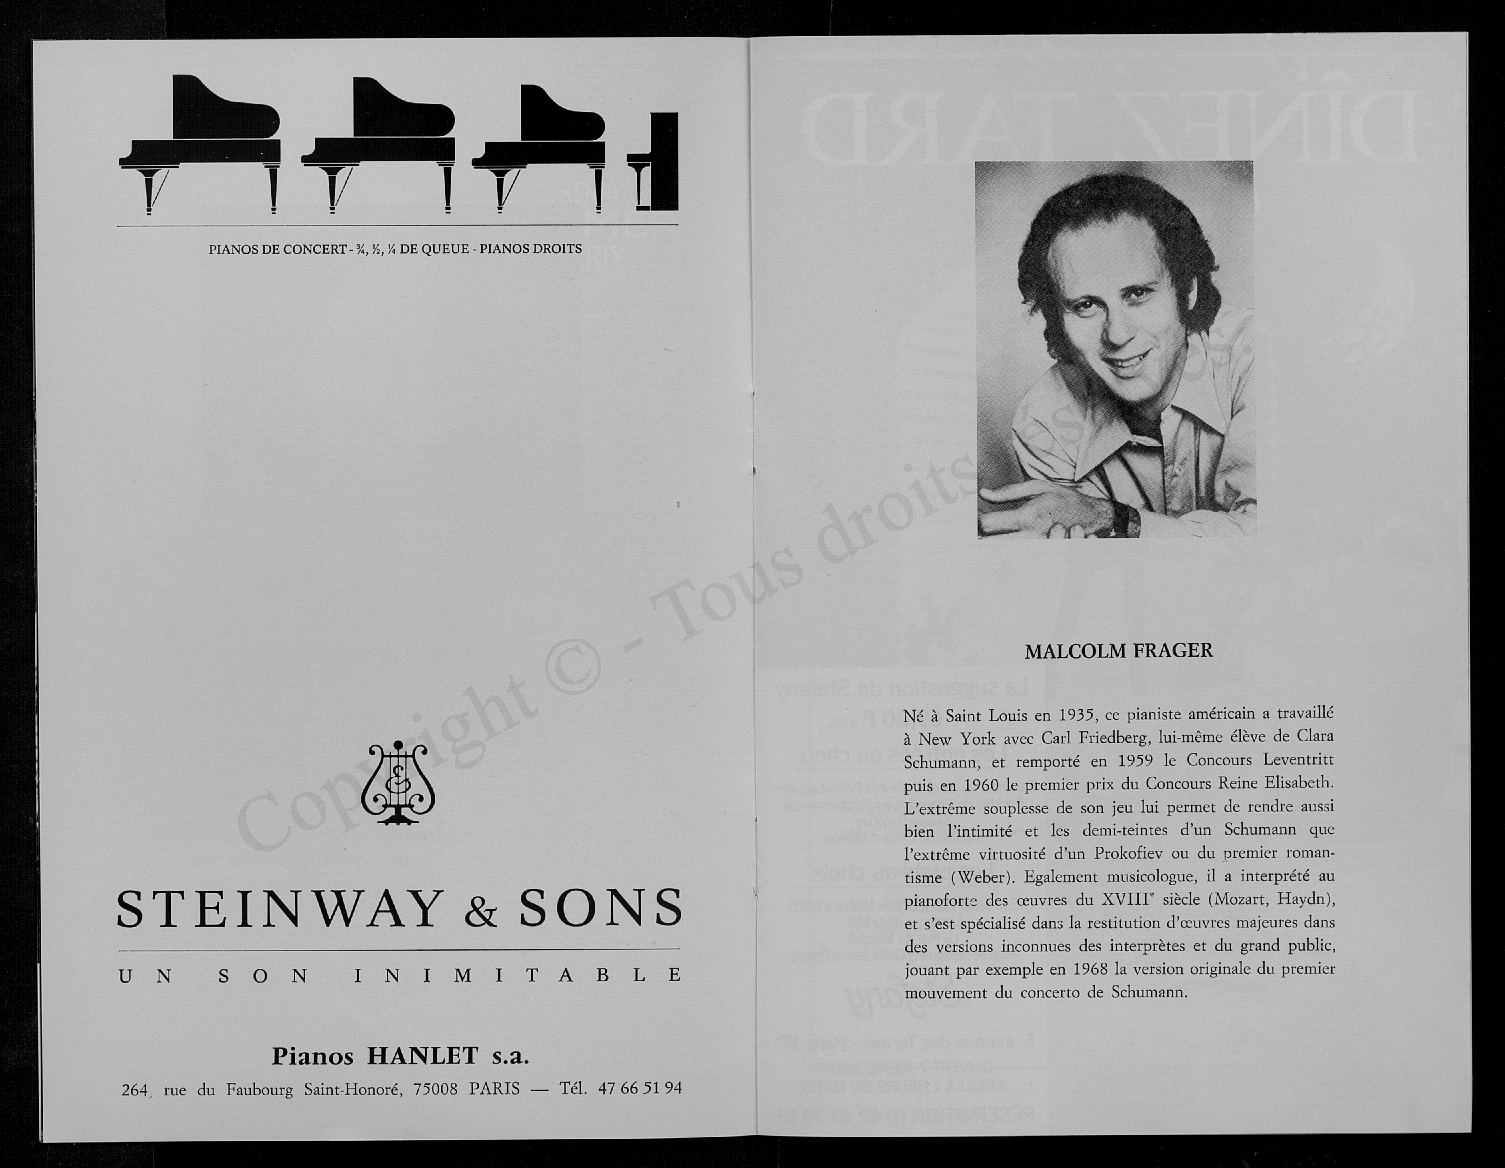 PIANOS DE CONCERT - ¾, ½, ¼ DE QUEUE - PIANOS DROITS
STEINWAY & SONS
UN SON INIMITABLE
Pianos HANLET s.a.
264, rue du Faubourg Saint-Honoré, 75008 PARIS — Tél. 47 66 51 94
Copyright © - Tous droits
MALCOLM FRAGER
Né à Saint Louis en 1935, ce pianiste américain a travaillé
à New York avec Carl Friedberg, lui-même élève de Clara
Schumann, et remporté en 1959 le Concours Leventritt
puis en 1960 le premier prix du Concours Reine Elisabeth.
L'extrême souplesse de son jeu lui permet de rendre aussi
bien l'intimité et les demi-teintes d'un Schumann que
l'extrême virtuosité d'un Prokofiev ou du premier roman-
tisme (Weber). Egalement musicologue, il a interprété au
pianoforte des œuvres du XVIIIᵉ siècle (Mozart, Haydn),
et s'est spécialisé dans la restitution d'œuvres majeures dans
des versions inconnues des interprètes et du grand public,
jouant par exemple en 1968 la version originale du premier
mouvement du concerto de Schumann.